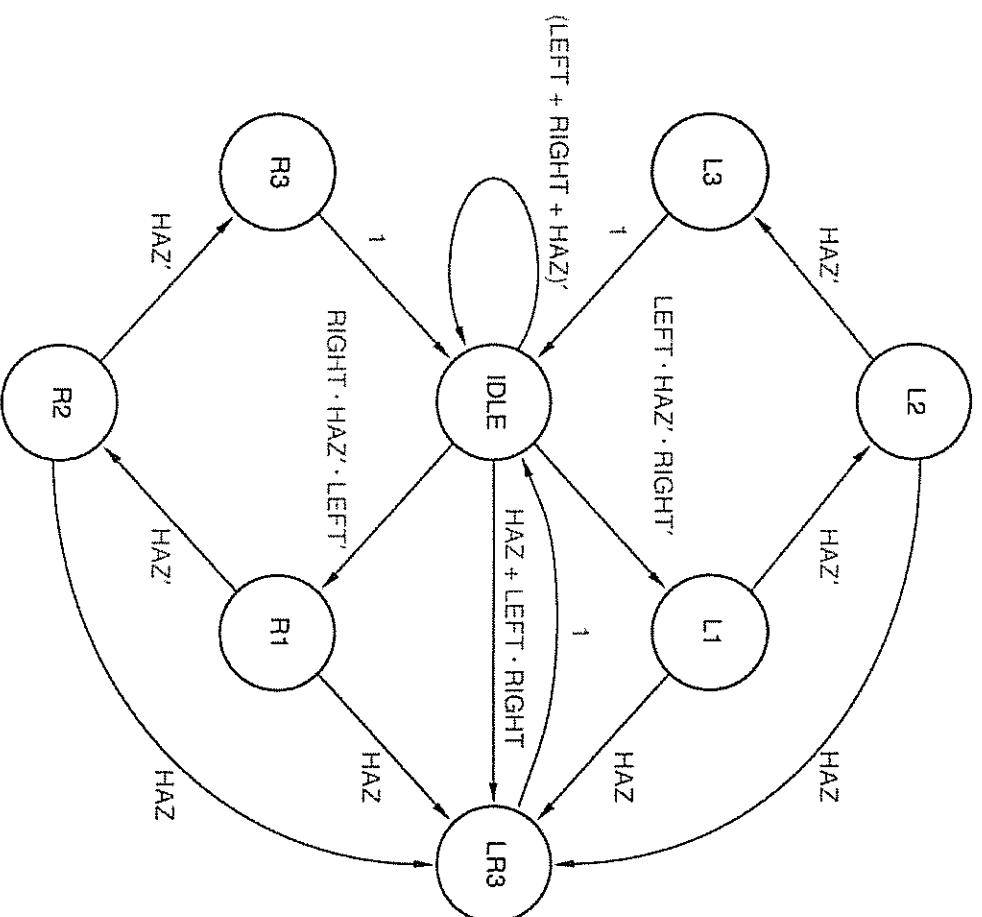 L2
HAZ'
HAZ'
HAZ
L3
L1
LEFT · HAZ' · RIGHT'
1
HAZ
1
(LEFT + RIGHT + HAZ)'
HAZ + LEFT · RIGHT
IDLE
LR3
1
HAZ
RIGHT · HAZ' · LEFT'
R3
R1
HAZ'
HAZ'
HAZ
R2